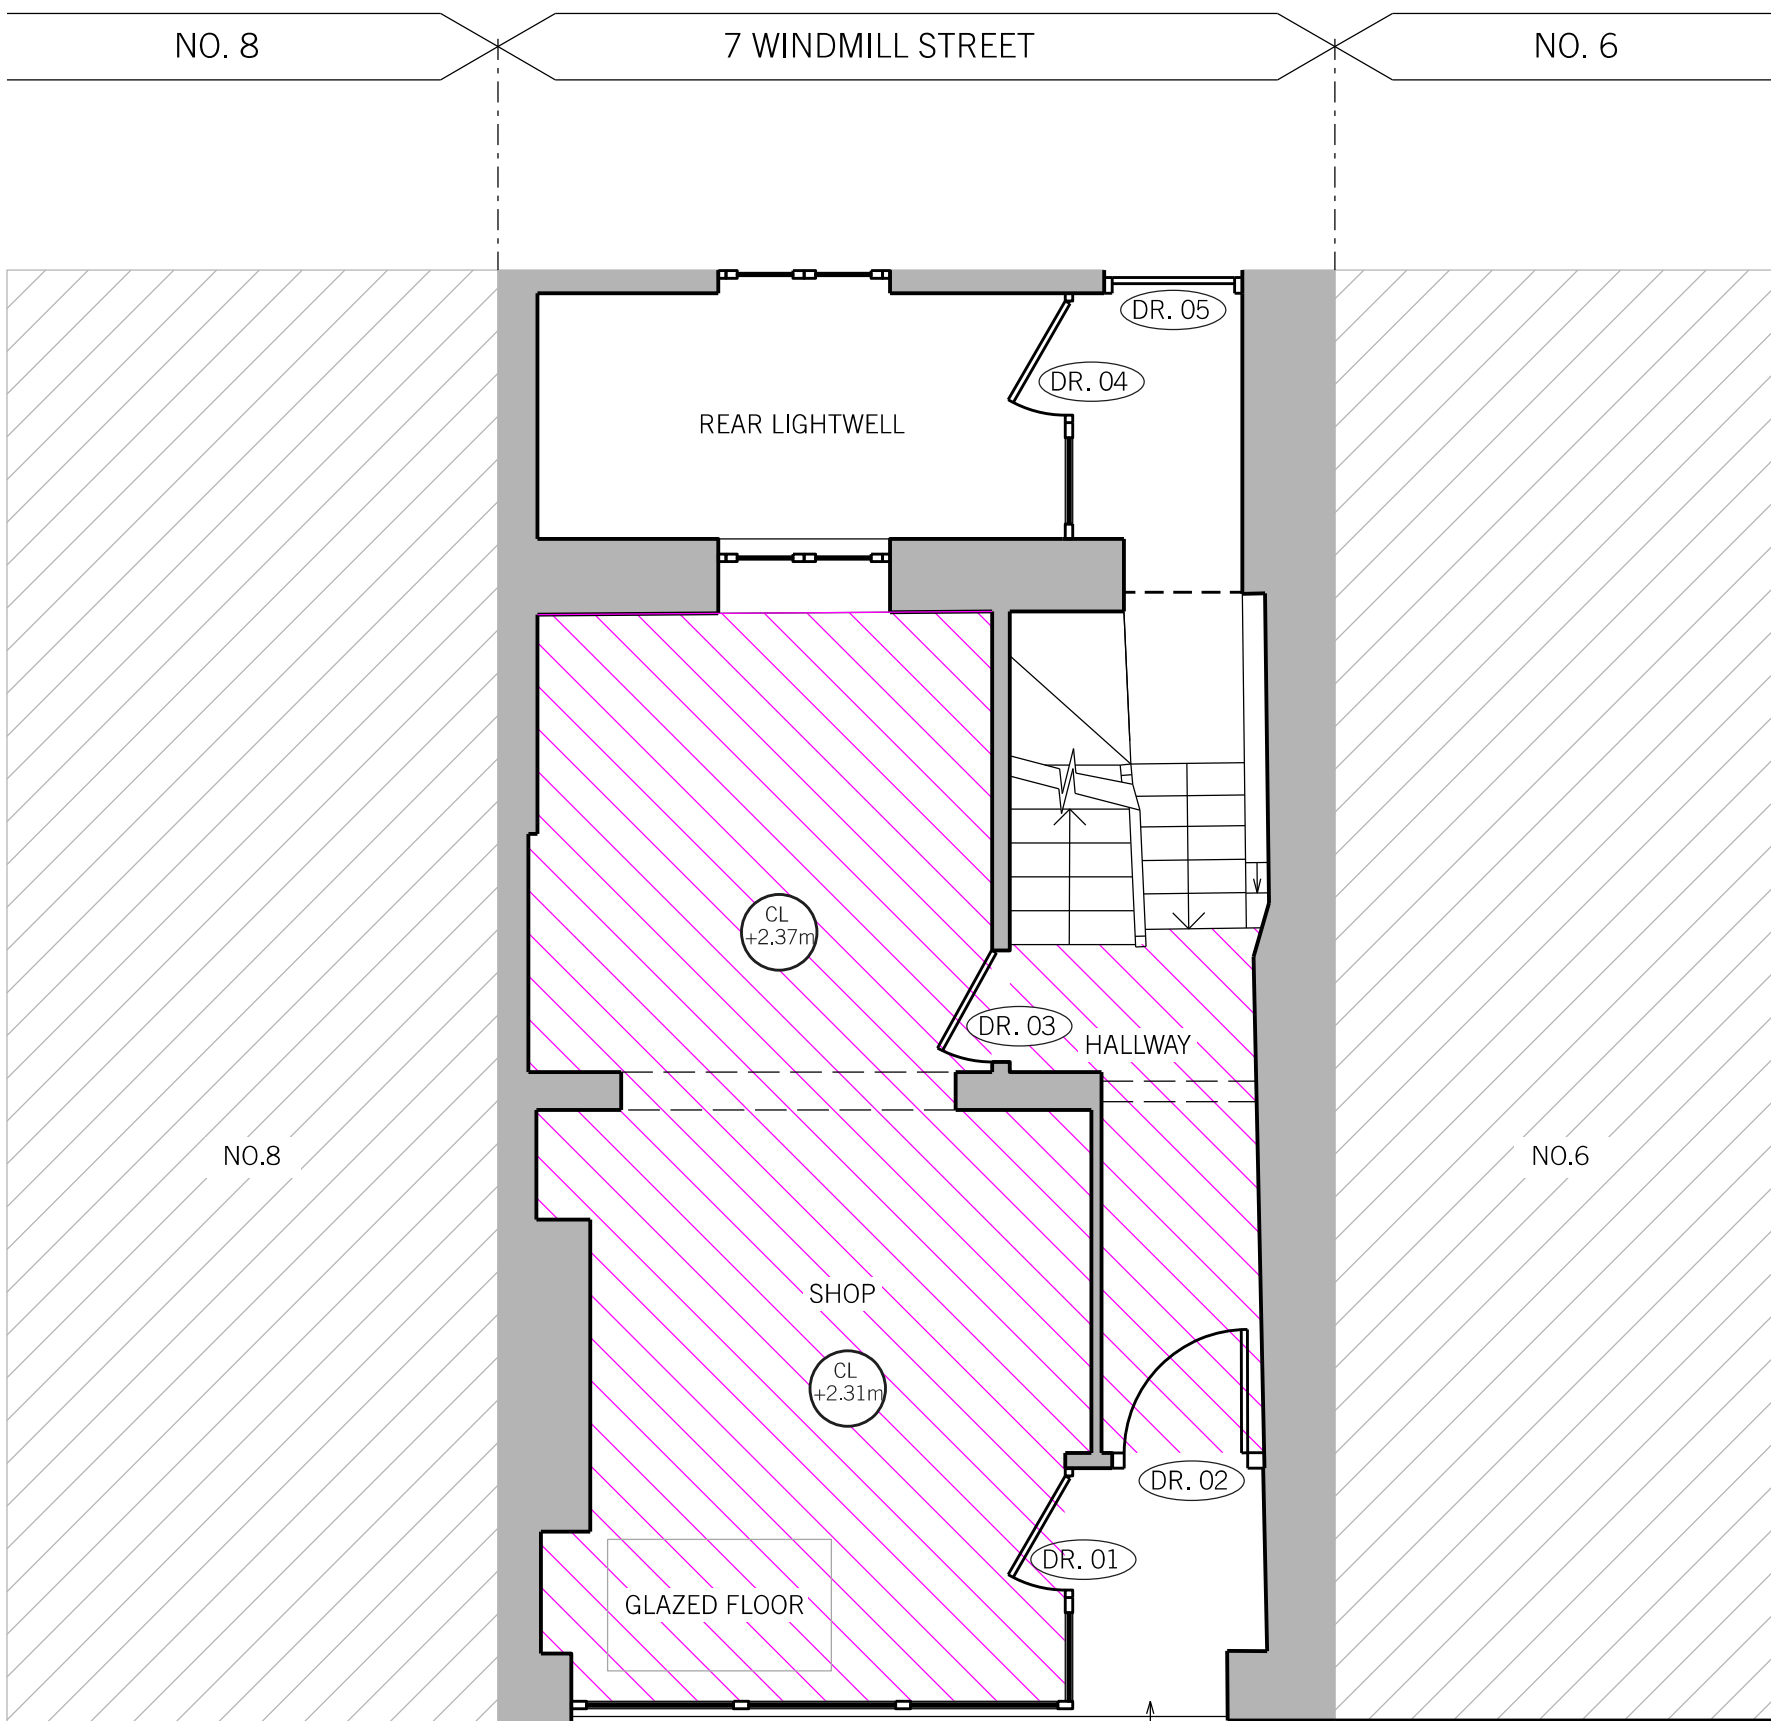 NO. 8
7 WINDMILL STREET
NO. 6
DR. 05
DR. 04
REAR LIGHTWELL
CL
+2.37m
DR. 03
HALLWAY
NO.8
NO.6
SHOP
CL
+2.31m
DR. 02
DR. 01
GLAZED FLOOR